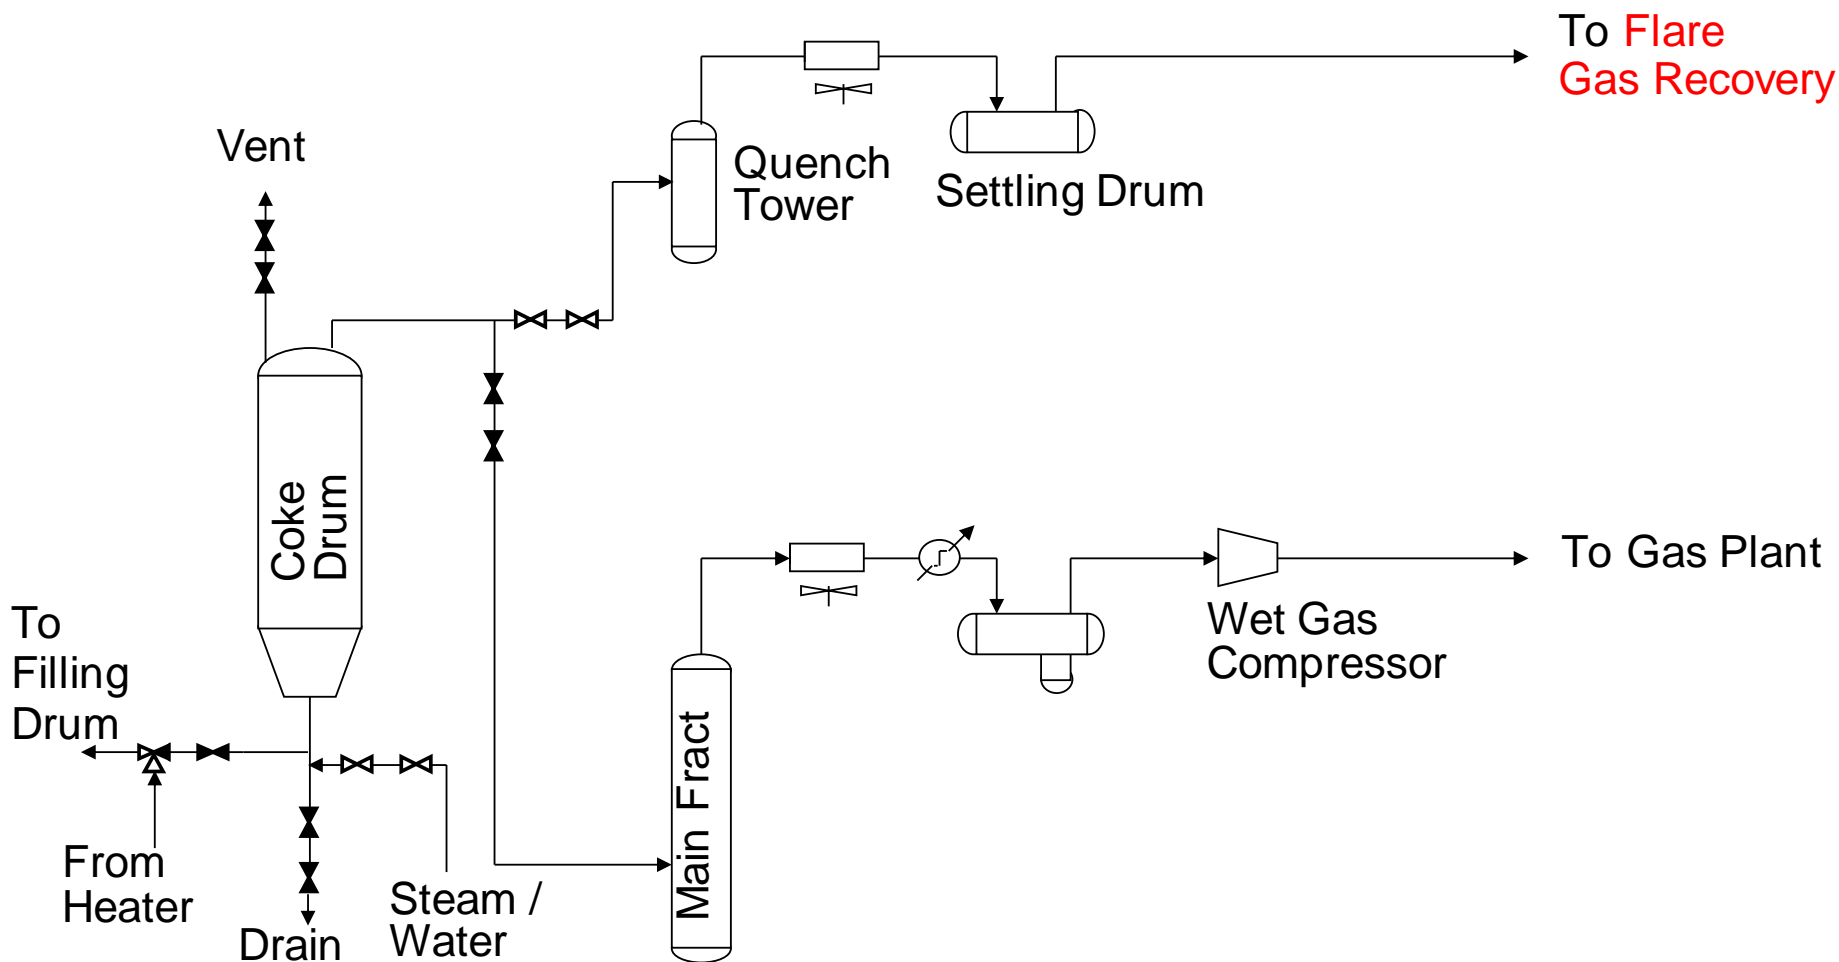 To Flare
Gas Recovery
Vent
Quench
Tower
Settling Drum
Coke
Drum
To Gas Plant
Wet Gas
Compressor
To
Filling
Drum
Main Fract
From
Heater
Steam /
Water
Drain